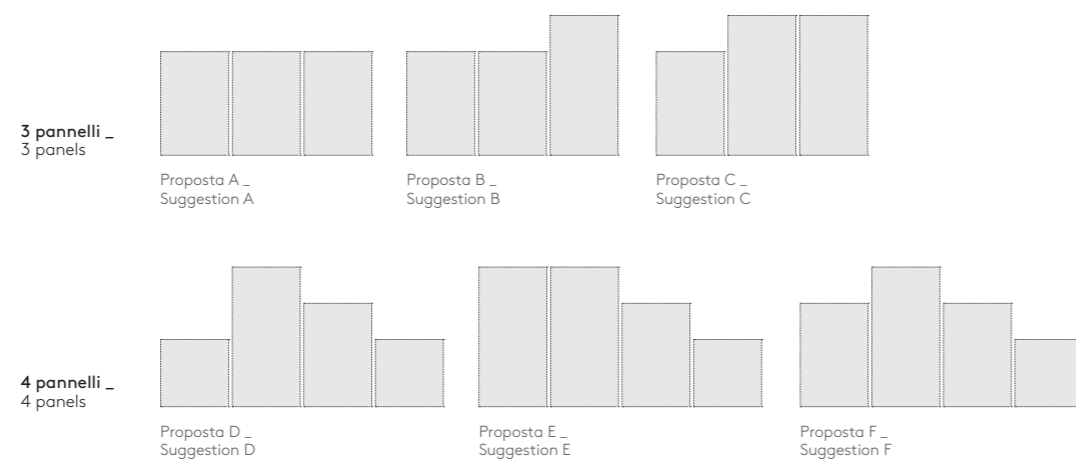 3 pannelli _
3 panels
Proposta A _
Suggestion A
Proposta B _
Suggestion B
Proposta C _
Suggestion C
4 pannelli _
4 panels
Proposta D _
Suggestion D
Proposta E _
Suggestion E
Proposta F _
Suggestion F